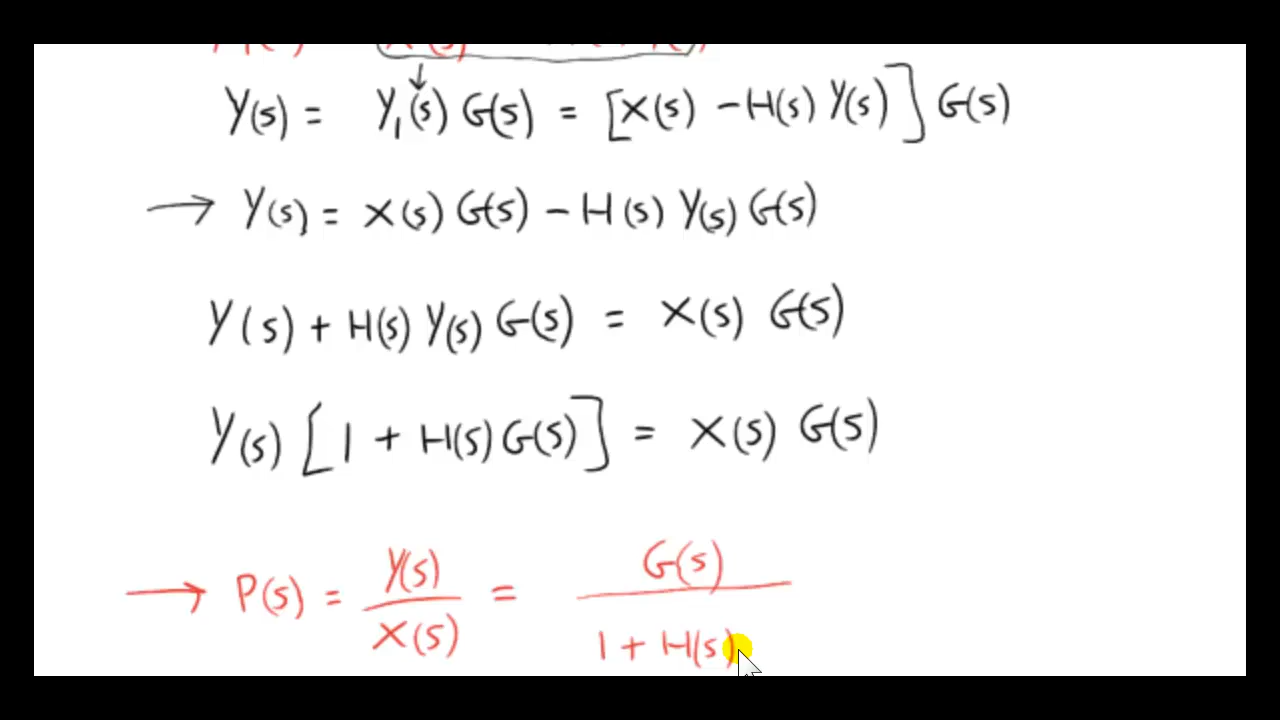 Y(s) = Y₁(s) G(s) = [X(s) - H(s) Y(s)] G(s)
→ Y(s) = X(s) G(s) - H(s) Y(s) G(s)
Y(s) + H(s) Y(s) G(s) = X(s) G(s)
Y(s) [1 + H(s) G(s)] = X(s) G(s)
→ P(s) = Y(s)/X(s) = G(s)/1 + H(s)